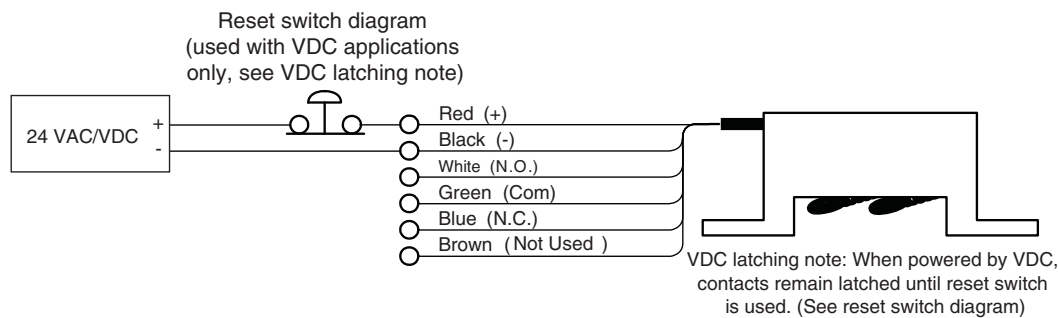 Reset switch diagram
(used with VDC applications
only, see VDC latching note)
24 VAC/VDC
+
-
Red (+)
Black (-)
White (N.O.)
Green (Com)
Blue (N.C.)
Brown (Not Used )
VDC latching note: When powered by VDC,
contacts remain latched until reset switch
is used. (See reset switch diagram)